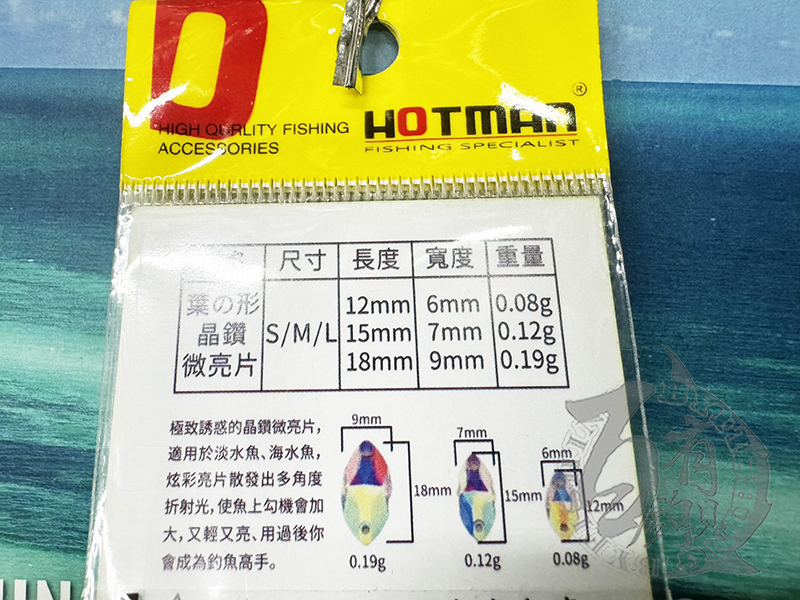 HIGH QURLITY FISHING
ACCESSORIES
HOTMAN
®
FISHING SPECIALIST
尺寸 長度 寬度 重量
葉の形 12mm 6mm 0.08g
晶鑽 S/M/L 15mm 7mm 0.12g
微亮片 18mm 9mm 0.19g
極致誘惑的晶鑽微亮片,
適用於淡水魚、海水魚,
炫彩亮片散發出多角度
折射光,使魚上勾機會加
大,又輕又亮、用過後你
會成為釣魚高手。
9mm 7mm 6mm
18mm 15mm 12mm
0.19g 0.12g 0.08g